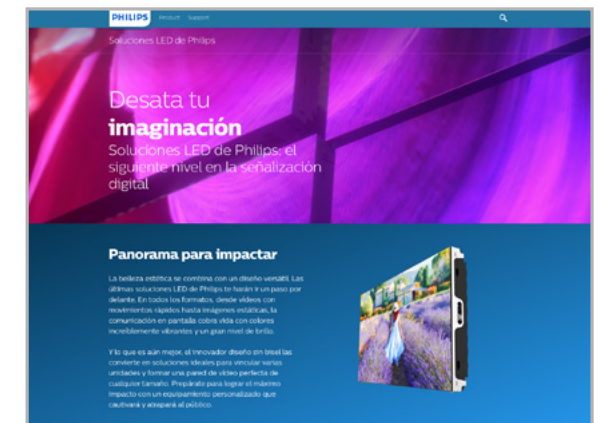 PHILIPS Product Support
Soluciones LED de Philips
Desata tu
imaginación
Soluciones LED de Philips: el
siguiente nivel en la señalización
digital
Panorama para impactar
La belleza estética se combina con un diseño versátil. Las
últimas soluciones LED de Philips te harán ir un paso por
delante. En todos los formatos, desde vídeos con
movimientos rápidos hasta imágenes estáticas, la
comunicación en pantalla cobra vida con colores
increíblemente vibrantes y un gran nivel de brillo.
Y lo que es aún mejor, el innovador diseño sin bisel las
convierte en soluciones ideales para vincular varias
unidades y formar una pared de vídeo perfecta de
cualquier tamaño. Prepárate para lograr el máximo
impacto con un equipamiento personalizado que
cautivará y atrapará al público.